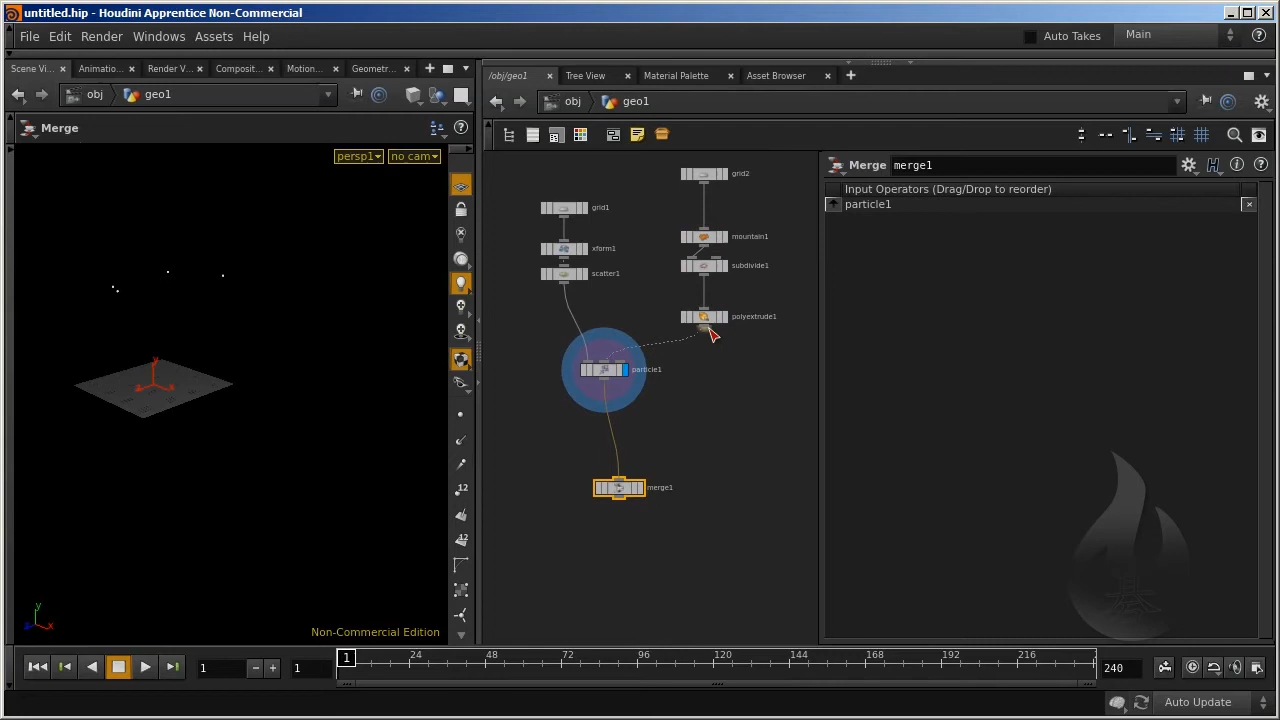 untitled.hip - Houdini Apprentice Non-Commercial
File Edit Render Windows Assets Help
Auto Takes Main
Scene Vi... Animatio... Render V... Composit... Motion... Geometr...
/obj/geo1 Tree View Material Palette Asset Browser
obj geo1
obj geo1
Merge
persp1 no cam
Merge merge1
Input Operators (Drag/Drop to reorder)
particle1
grid2
grid1
mountain1
xform1
subdivide1
scatter1
polyextrude1
particle1
merge1
12
12
y
x
y
x
z
Non-Commercial Edition
1 1 1 24 48 72 96 120 144 168 192 216 2 240
Auto Update